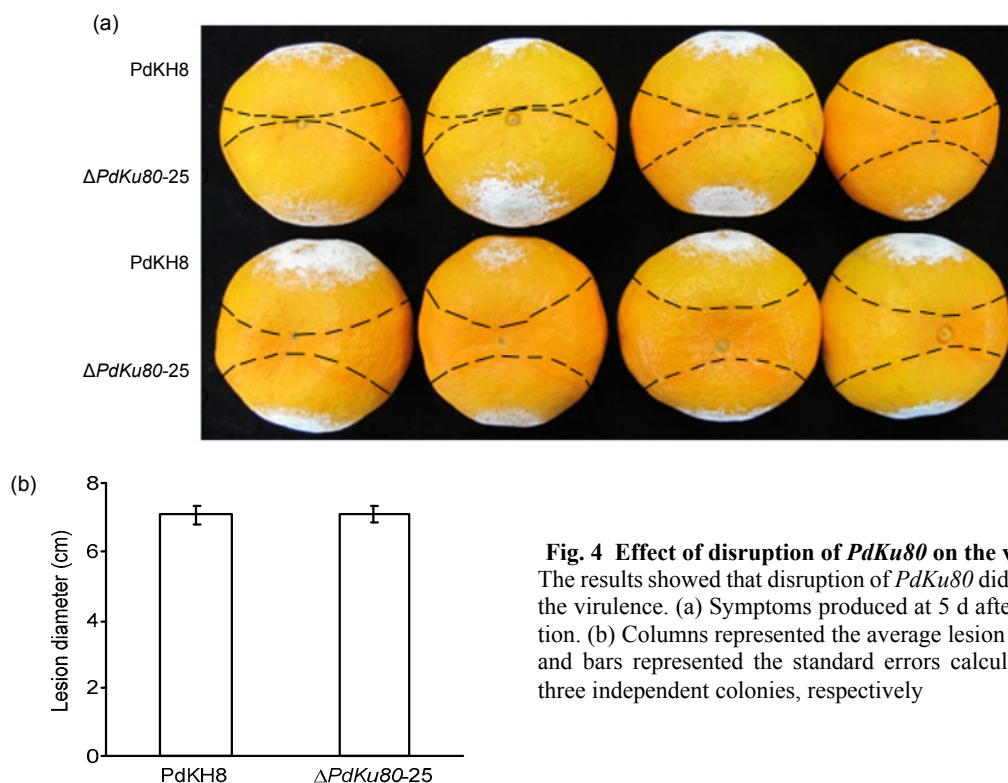 (a)
PdKH8
ΔPdKu80-25
PdKH8
ΔPdKu80-25
(b)
8
6
4
2
0
Lesion diameter (cm)
PdKH8
ΔPdKu80-25
Fig. 4 Effect of disruption of PdKu80 on the v
The results showed that disruption of PdKu80 did
the virulence. (a) Symptoms produced at 5 d afte
tion. (b) Columns represented the average lesion
and bars represented the standard errors calcul
three independent colonies, respectively